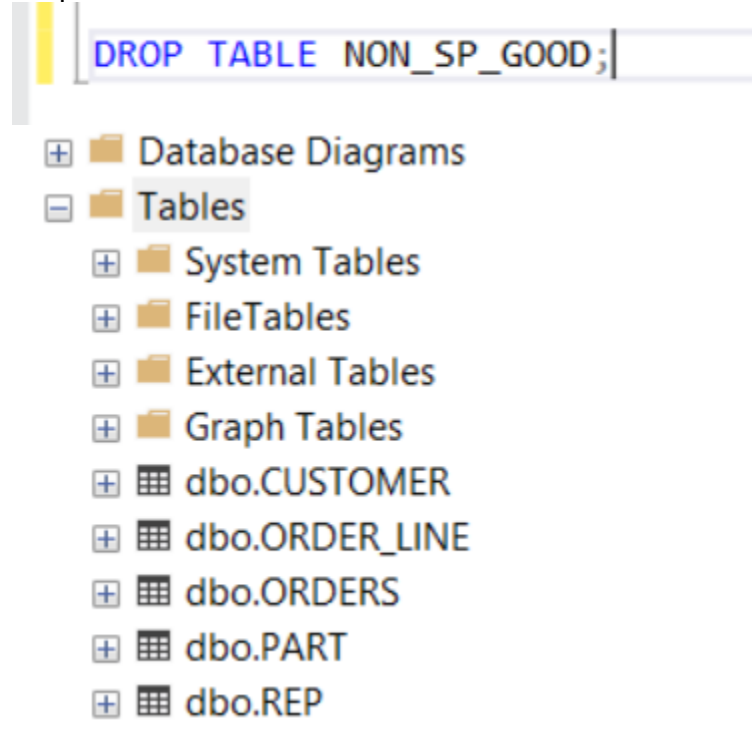 DROP TABLE NON_SP_GOOD;
Database Diagrams
Tables
System Tables
FileTables
External Tables
Graph Tables
dbo.CUSTOMER
dbo.ORDER_LINE
dbo.ORDERS
dbo.PART
dbo.REP